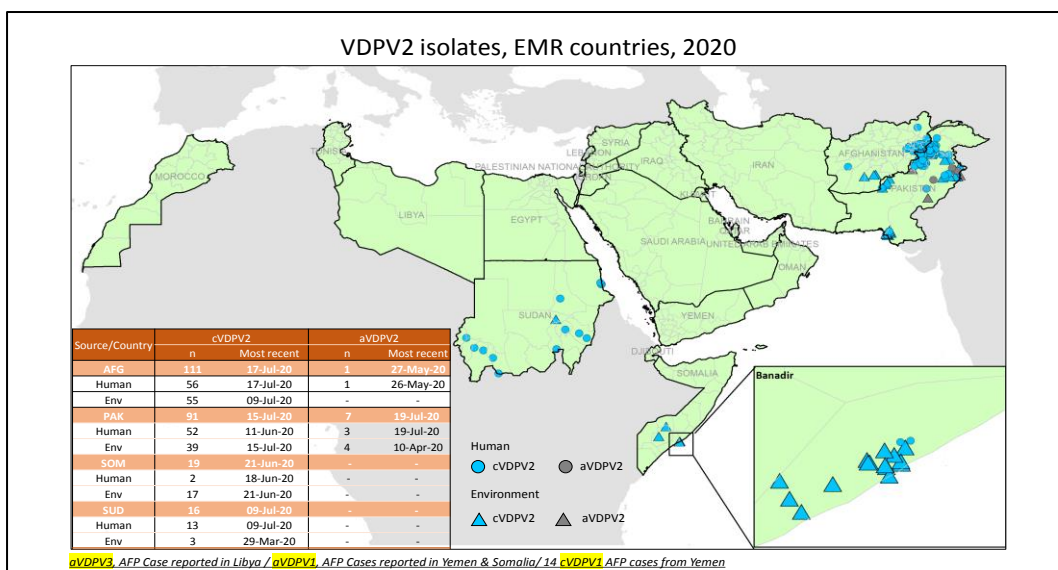 VDPV2 isolates, EMR countries, 2020
MOROCCO
TUNISIA
LIBYA
EGYPT
PALESTINIAN NATIONAL AUTHORITY
LEBANON
SYRIA
JORDAN
IRAQ
IRAN
AFGHANISTAN
PAKISTAN
KUWAIT
BAHRAIN
QATAR
SAUDI ARABIA
UNITED ARAB EMIRATES
OMAN
YEMEN
SUDAN
DJIBOUTI
SOMALIA
Banadir
Source/Country cVDPV2 aVDPV2
n Most recent n Most recent
AFG 111 17-Jul-20 1 27-May-20
Human 56 17-Jul-20 1 26-May-20
Env 55 09-Jul-20 - -
PAK 91 15-Jul-20 7 19-Jul-20
Human 52 11-Jun-20 3 19-Jul-20
Env 39 15-Jul-20 4 10-Apr-20
SOM 19 21-Jun-20 - -
Human 2 18-Jun-20 - -
Env 17 21-Jun-20 - -
SUD 16 09-Jul-20 - -
Human 13 09-Jul-20 - -
Env 3 29-Mar-20 - -
Human
cVDPV2 aVDPV2
Environment
cVDPV2 aVDPV2
aVDPV3, AFP Case reported in Libya / aVDPV1, AFP Cases reported in Yemen & Somalia/ 14 cVDPV1 AFP cases from Yemen